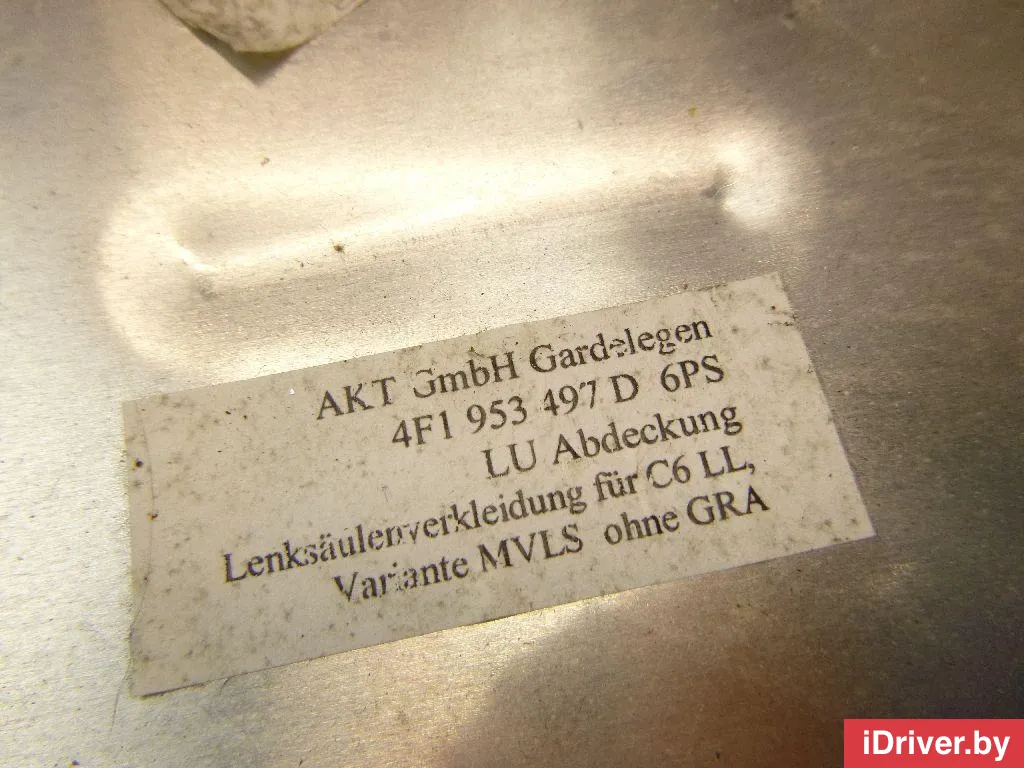 AKT GmbH Gardelegen
4F1 953 497 D 6PS
LU Abdeckung
Lenksäulenverkleidung für C6 LL,
Variante MVLS ohne GRA
iDriver.by